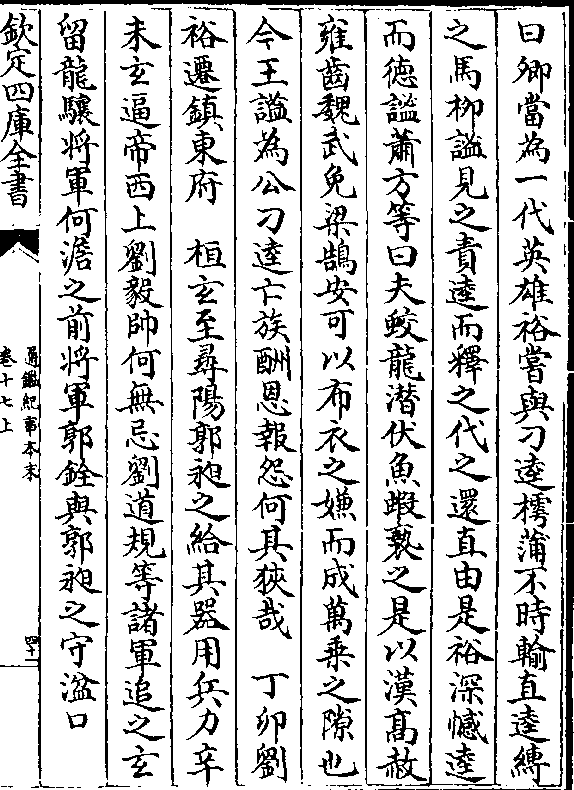 曰卿當為一代英雄裕嘗與刁逵摴蒲不時輸直逵縛
之馬柳謐見之責逵而釋之代之還直由是裕深憾逵
而德謐蕭方等曰夫蛟龍潛伏魚蝦䙝之是以漢髙赦
雍齒魏武免梁鵠安可以布衣之嫌而成萬乗之隙也
今王謐為公刁逵亡族酬恩報怨何其狹哉　丁卯劉
裕遷鎮東府　桓玄至尋陽郭昶之給其器用兵力辛
未玄逼帝西上劉毅帥何無忌劉道規等諸軍追之玄
留龍驤將軍何澹之前將軍郭銓與郭昶之守湓口
欽定四庫全書
通鑑紀事本末
卷十七上
四十一